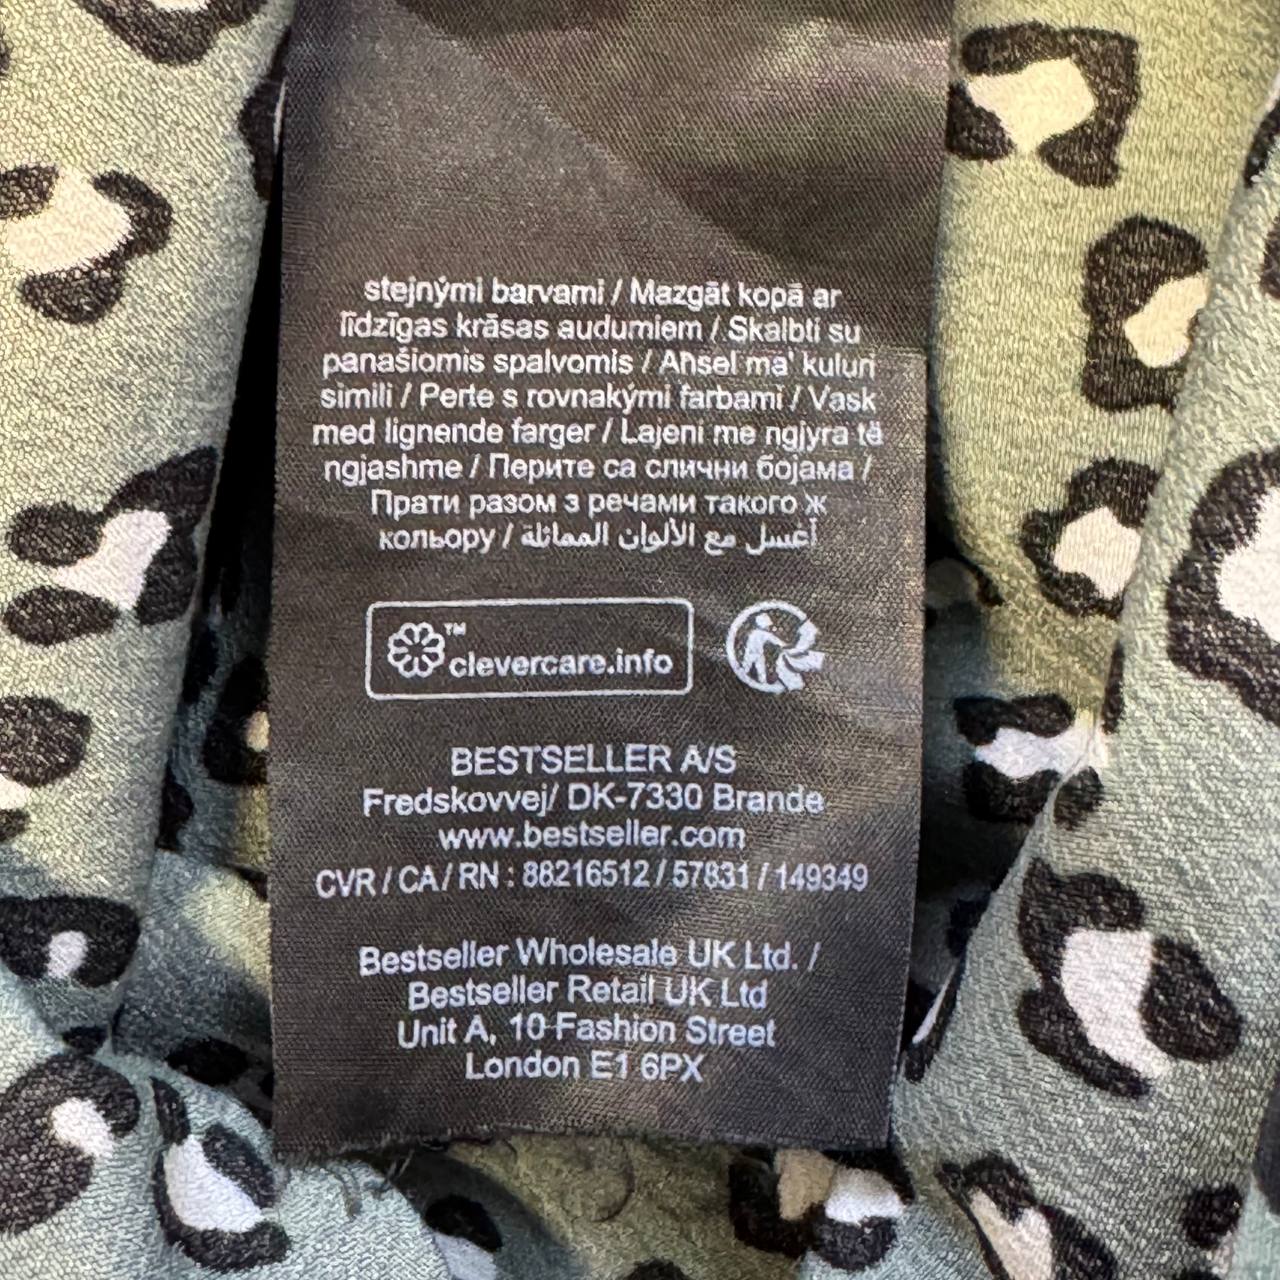 stejnými barvami / Mazgāt kopā ar
līdzīgas krāsas audumiem / Skalbti su
panašiomis spalvomis / Aħsel ma' kuluri
simili / Perte s rovnakými farbami / Vask
med lignende farger / Lajeni me ngjyra të
ngjashme / Перите са слични бојама /
Прати разом з речами такого ж
кольору / أغسل مع الألوان المماثلة
clevercare.info ™
BESTSELLER A/S
Fredskovvej/ DK-7330 Brande
www.bestseller.com
CVR / CA / RN : 88216512 / 57831 / 149349
Bestseller Wholesale UK Ltd. /
Bestseller Retail UK Ltd
Unit A, 10 Fashion Street
London E1 6PX